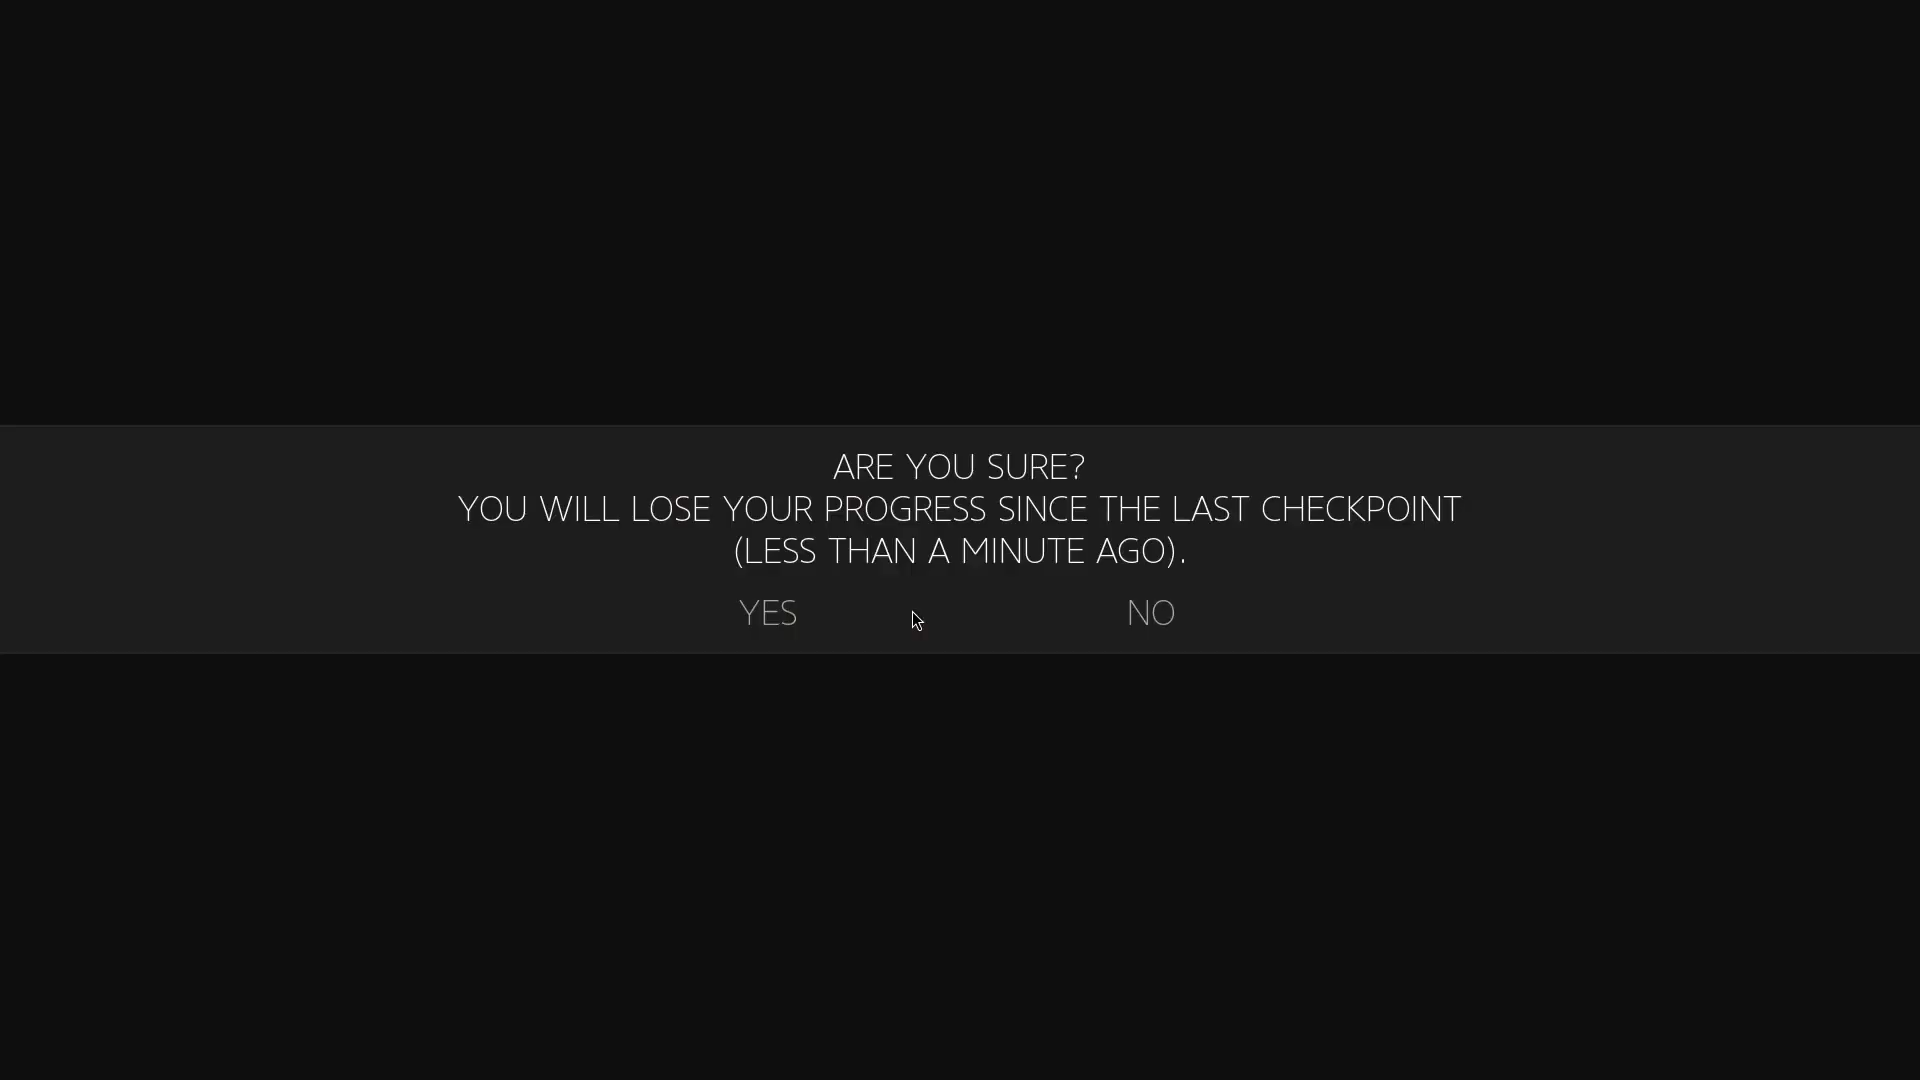 ARE YOU SURE?
YOU WILL LOSE YOUR PROGRESS SINCE THE LAST CHECKPOINT
(LESS THAN A MINUTE AGO).
YES NO